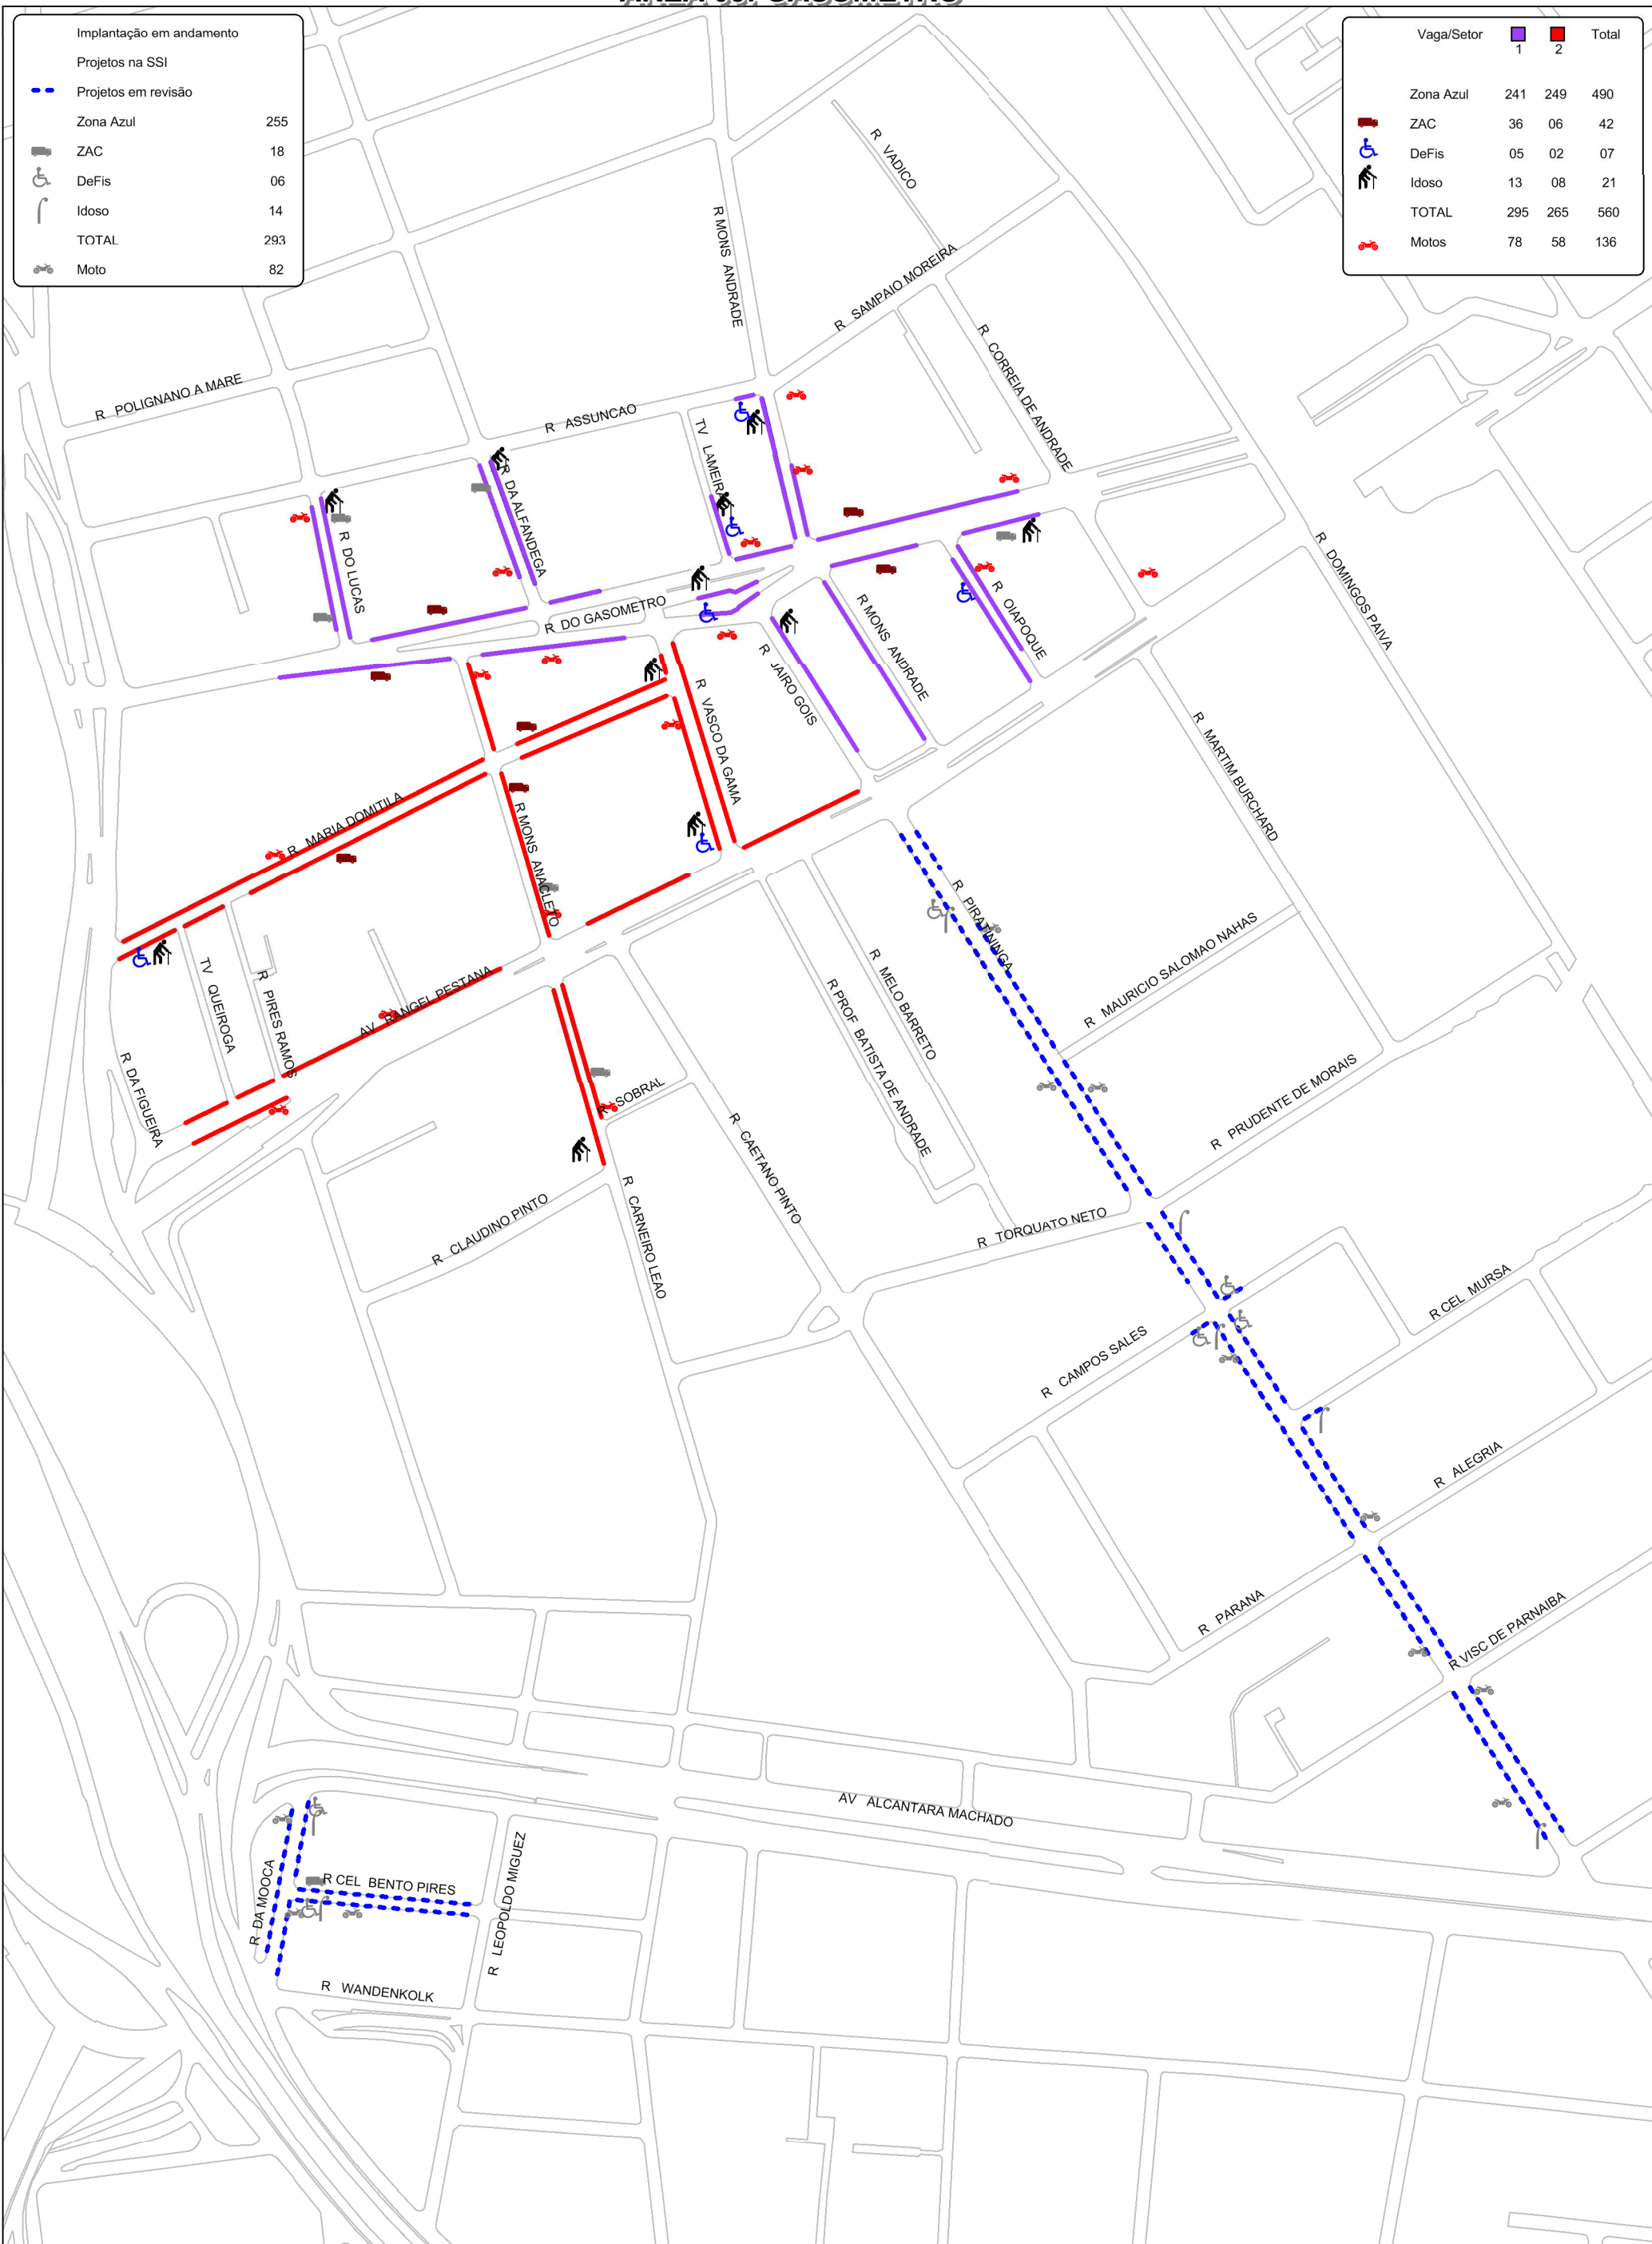 Implantação em andamento
Projetos na SSI
Projetos em revisão
Zona Azul 255
ZAC 18
DeFis 06
Idoso 14
TOTAL 293
Moto 82
Vaga/Setor 1 2 Total
Zona Azul 241 249 490
ZAC 36 06 42
DeFis 05 02 07
Idoso 13 08 21
TOTAL 295 265 560
Motos 78 58 136
R VADICO
R MONS ANDRADE
R SAMPAIO MOREIRA
R CORREIA DE ANDRADE
R POLIGNANO A MARE
R ASSUNCAO
TV LAMEIRA
R DA ALFANDEGA
R DO LUCAS
R DOMINGOS PAIVA
R DO GASOMETRO
R OIAPOQUE
R MONS ANDRADE
R JAIRO GOIS
R VASCO DA GAMA
R MARTIM BURCHARD
R MARIA DOMITILA
R MONS ANACLETO
R PIRATININGA
R MAURICIO SALOMAO NAHAS
R MELO BARRETO
R PROF BATISTA DE ANDRADE
TV QUEIROGA
R PIRES RAMOS
AV RANGEL PESTANA
R DA FIGUEIRA
R SOBRAL
R PRUDENTE DE MORAIS
R CAETANO PINTO
R CLAUDINO PINTO
R CARNEIRO LEAO
R TORQUATO NETO
R CEL MURSA
R CAMPOS SALES
R ALEGRIA
R PARANA
R VISC DE PARNAIBA
AV ALCANTARA MACHADO
R DA MOOCA
R CEL BENTO PIRES
R LEOPOLDO MIGUEZ
R WANDENKOLK